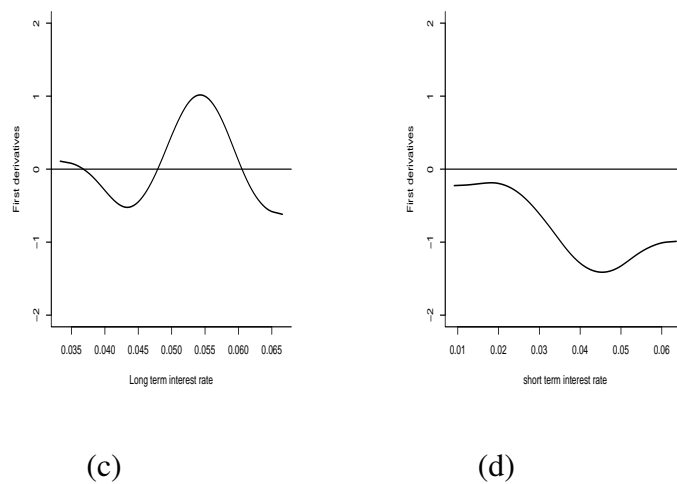 2
1
0
−1
−2
First derivatives
0.035 0.040 0.045 0.050 0.055 0.060 0.065
Long term interest rate
(c)
2
1
0
−1
−2
First derivatives
0.01 0.02 0.03 0.04 0.05 0.06
short term interest rate
(d)